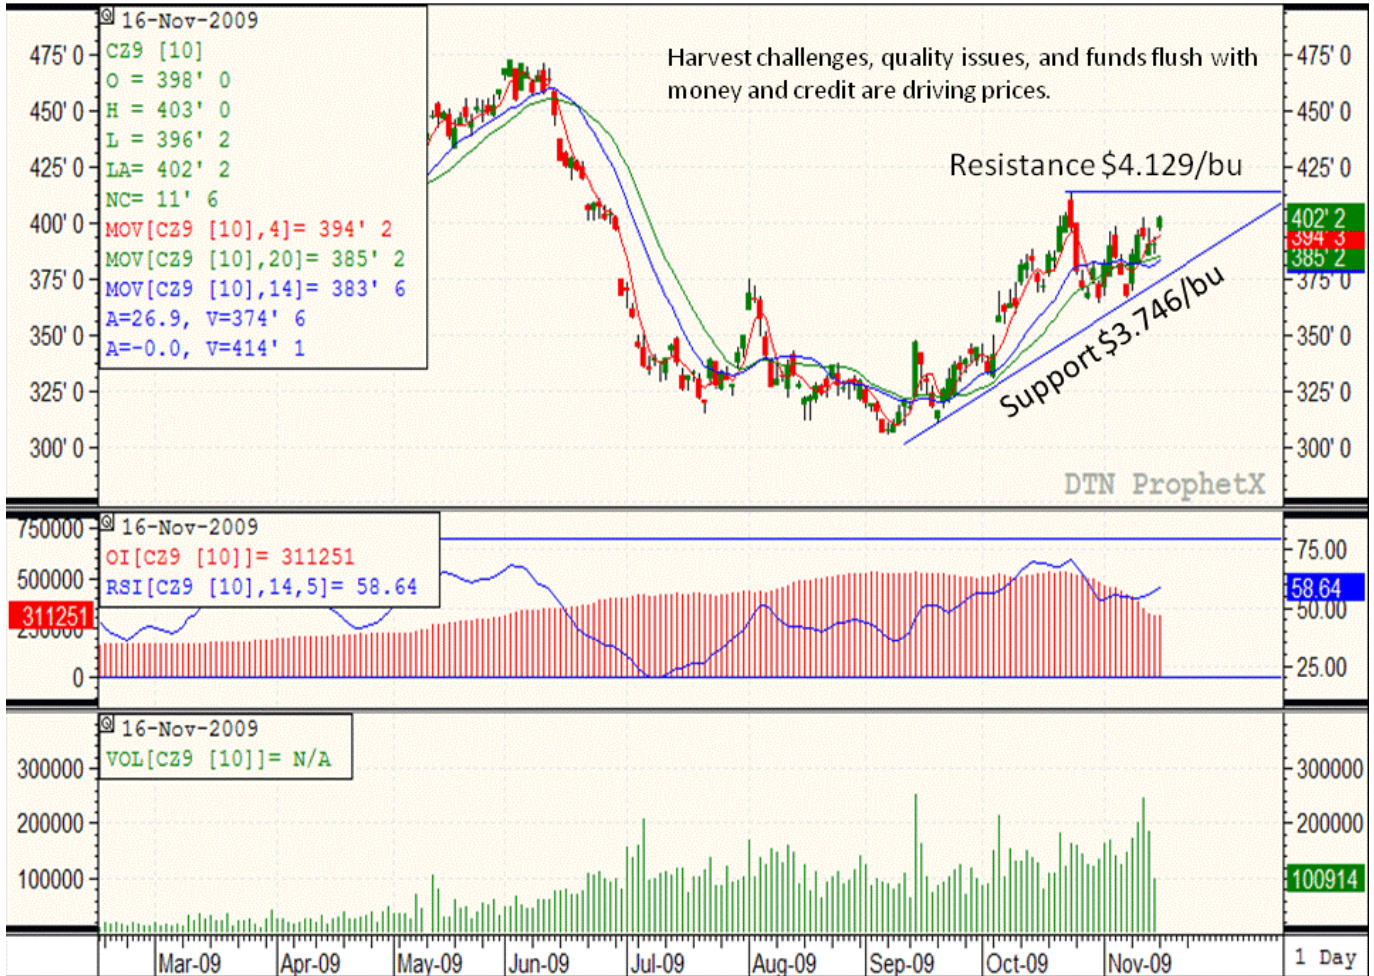 16-Nov-2009
CZ9 [10]
O = 398' 0
H = 403' 0
L = 396' 2
LA= 402' 2
NC= 11' 6
MOV[CZ9 [10],4]= 394' 2
MOV[CZ9 [10],20]= 385' 2
MOV[CZ9 [10],14]= 383' 6
A=26.9, V=374' 6
A=-0.0, V=414' 1
Harvest challenges, quality issues, and funds flush with
money and credit are driving prices.
Resistance $4.129/bu
Support $3.746/bu
475' 0
450' 0
425' 0
400' 0
375' 0
350' 0
325' 0
300' 0
475' 0
450' 0
425' 0
402' 2
394' 3
385' 2
350' 0
325' 0
300' 0
DTN ProphetX
16-Nov-2009
OI[CZ9 [10]]= 311251
RSI[CZ9 [10],14,5]= 58.64
750000
500000
311251
250000
0
75.00
58.64
50.00
25.00
16-Nov-2009
VOL[CZ9 [10]]= N/A
300000
200000
100000
300000
200000
100914
Mar-09 Apr-09 May-09 Jun-09 Jul-09 Aug-09 Sep-09 Oct-09 Nov-09
1 Day